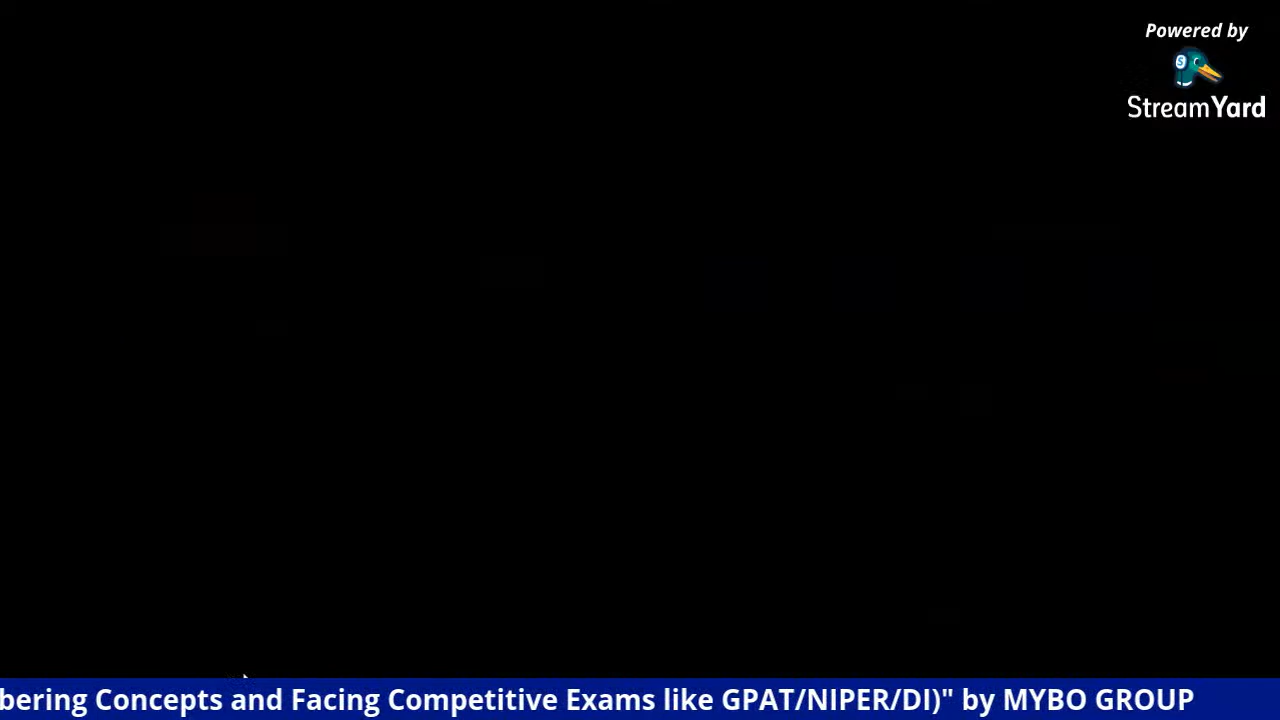 Powered by
S
StreamYard
bering Concepts and Facing Competitive Exams like GPAT/NIPER/DI)" by MYBO GROUP